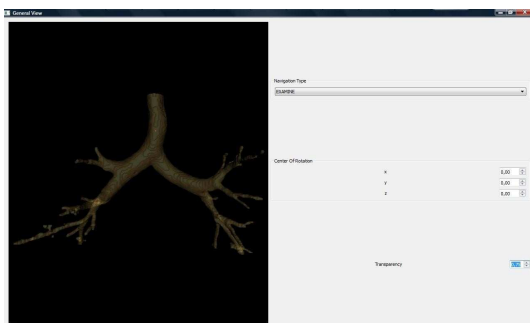 General View
Navigation Type
EXAMINE
Center Of Rotation
x 0,00
y 0,00
z 0,00
Transparency